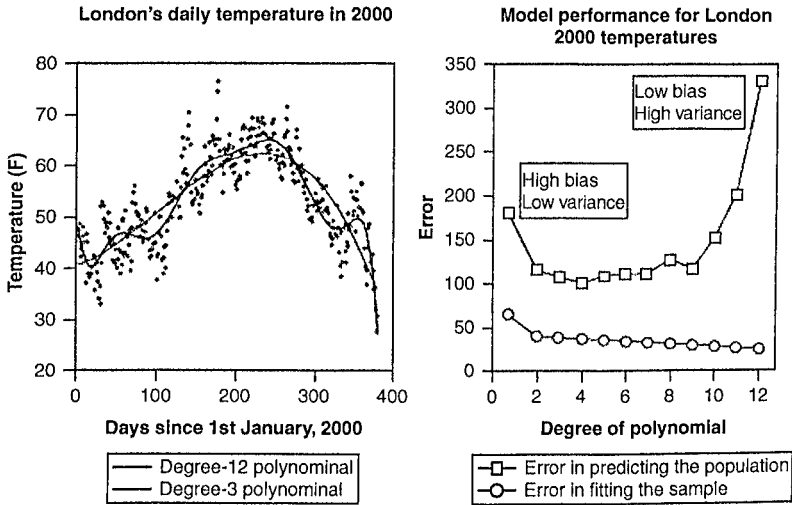 London's daily temperature in 2000
Temperature (F)
80
70
60
50
40
30
20
0
100
200
300
400
Days since 1st January, 2000
Degree-12 polynominal
Degree-3 polynominal
Model performance for London
2000 temperatures
Error
350
300
250
200
150
100
50
0
Low bias
High variance
High bias
Low variance
0
2
4
6
8
10
12
Degree of polynomial
Error in predicting the population
Error in fitting the sample